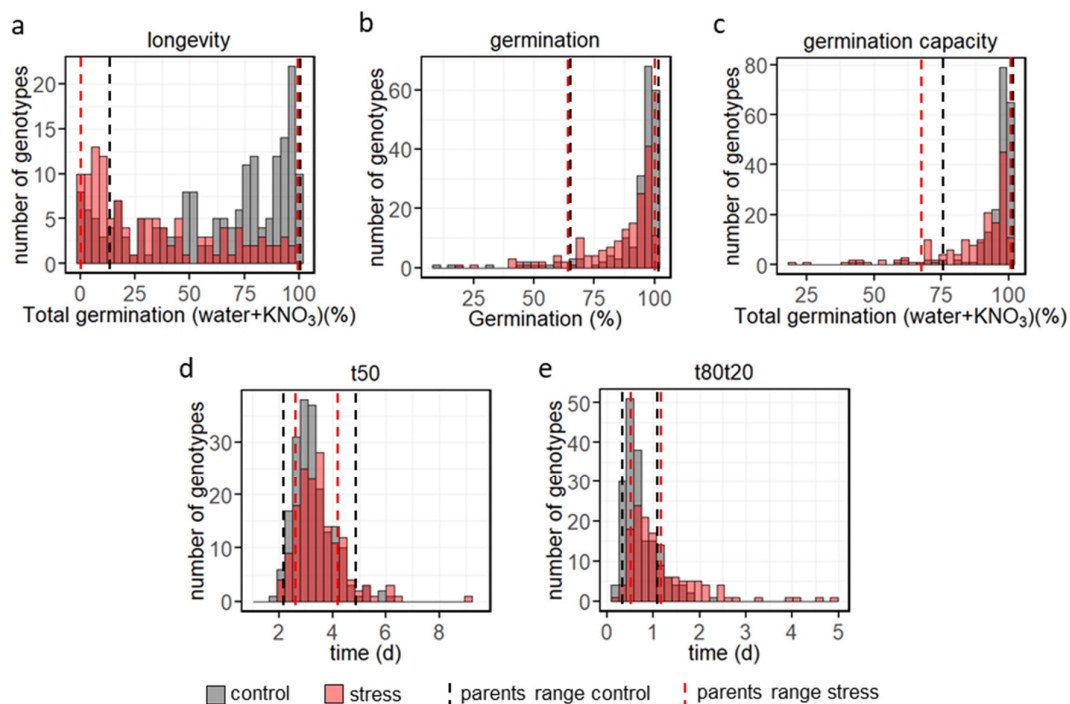 a
longevity
number of genotypes
20
15
10
5
0
0
25
50
75
100
Total germination (water+KNO₃)(%)
b
germination
number of genotypes
60
40
20
0
25
50
75
100
Germination (%)
c
germination capacity
number of genotypes
80
60
40
20
0
25
50
75
100
Total germination (water+KNO₃)(%)
d
t50
number of genotypes
30
20
10
0
2
4
6
8
time (d)
e
t80t20
number of genotypes
50
40
30
20
10
0
0
1
2
3
4
5
time (d)
control
stress
parents range control
parents range stress